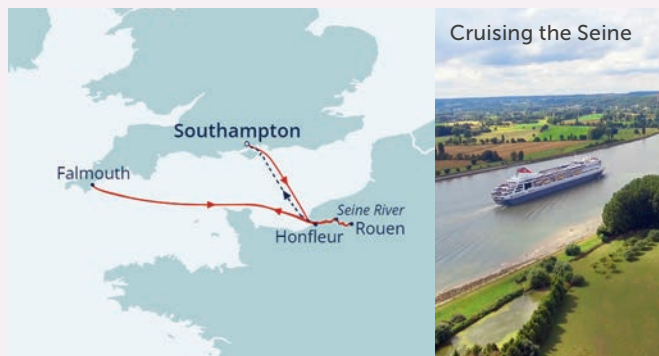 Cruising the Seine
Southampton
Falmouth
Seine River
Honfleur
Rouen